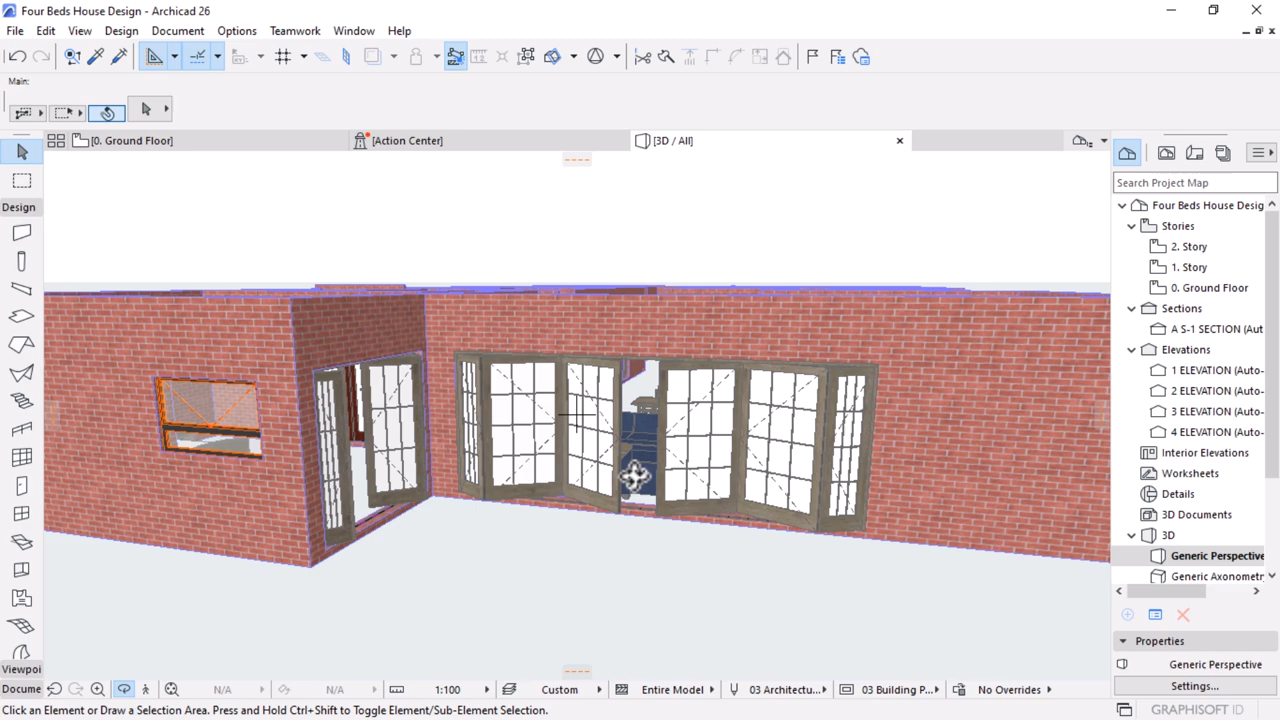 Four Beds House Design - Archicad 26
File Edit View Design Document Options Teamwork Window Help
Main:
[0. Ground Floor] [Action Center] [3D / All]
Design
Search Project Map
Four Beds House Desig
Stories
2. Story
1. Story
0. Ground Floor
Sections
A S-1 SECTION (Aut
Elevations
1 ELEVATION (Auto-
2 ELEVATION (Auto-
3 ELEVATION (Auto-
4 ELEVATION (Auto-
Interior Elevations
Worksheets
Details
3D Documents
3D
Generic Perspective
Generic Axonometr
Properties
Generic Perspective
Settings...
Viewpoi
Docume
N/A N/A 1:100 Custom Entire Model 03 Architectu... 03 Building P... No Overrides
Click an Element or Draw a Selection Area. Press and Hold Ctrl+Shift to Toggle Element/Sub-Element Selection.
GRAPHISOFT ID